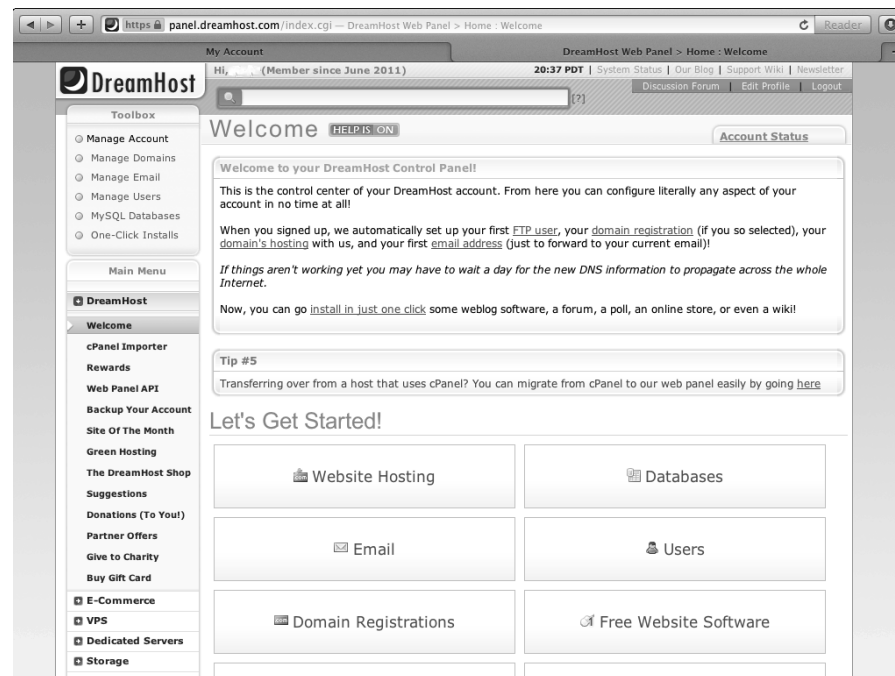 https panel.dreamhost.com/index.cgi — DreamHost Web Panel > Home : Welcome
Reader
My Account
DreamHost Web Panel > Home : Welcome
DreamHost
Hi, (Member since June 2011)
20:37 PDT | System Status | Our Blog | Support Wiki | Newsletter
Discussion Forum | Edit Profile | Logout
[?]
Toolbox
Manage Account
Manage Domains
Manage Email
Manage Users
MySQL Databases
One-Click Installs
Main Menu
DreamHost
Welcome
cPanel Importer
Rewards
Web Panel API
Backup Your Account
Site Of The Month
Green Hosting
The DreamHost Shop
Suggestions
Donations (To You!)
Partner Offers
Give to Charity
Buy Gift Card
E-Commerce
VPS
Dedicated Servers
Storage
Welcome HELP IS ON
Account Status
Welcome to your DreamHost Control Panel!
This is the control center of your DreamHost account. From here you can configure literally any aspect of your
account in no time at all!
When you signed up, we automatically set up your first FTP user, your domain registration (if you so selected), your
domain's hosting with us, and your first email address (just to forward to your current email)!
If things aren't working yet you may have to wait a day for the new DNS information to propagate across the whole
Internet.
Now, you can go install in just one click some weblog software, a forum, a poll, an online store, or even a wiki!
Tip #5
Transferring over from a host that uses cPanel? You can migrate from cPanel to our web panel easily by going here
Let's Get Started!
Website Hosting
Databases
Email
Users
Domain Registrations
Free Website Software